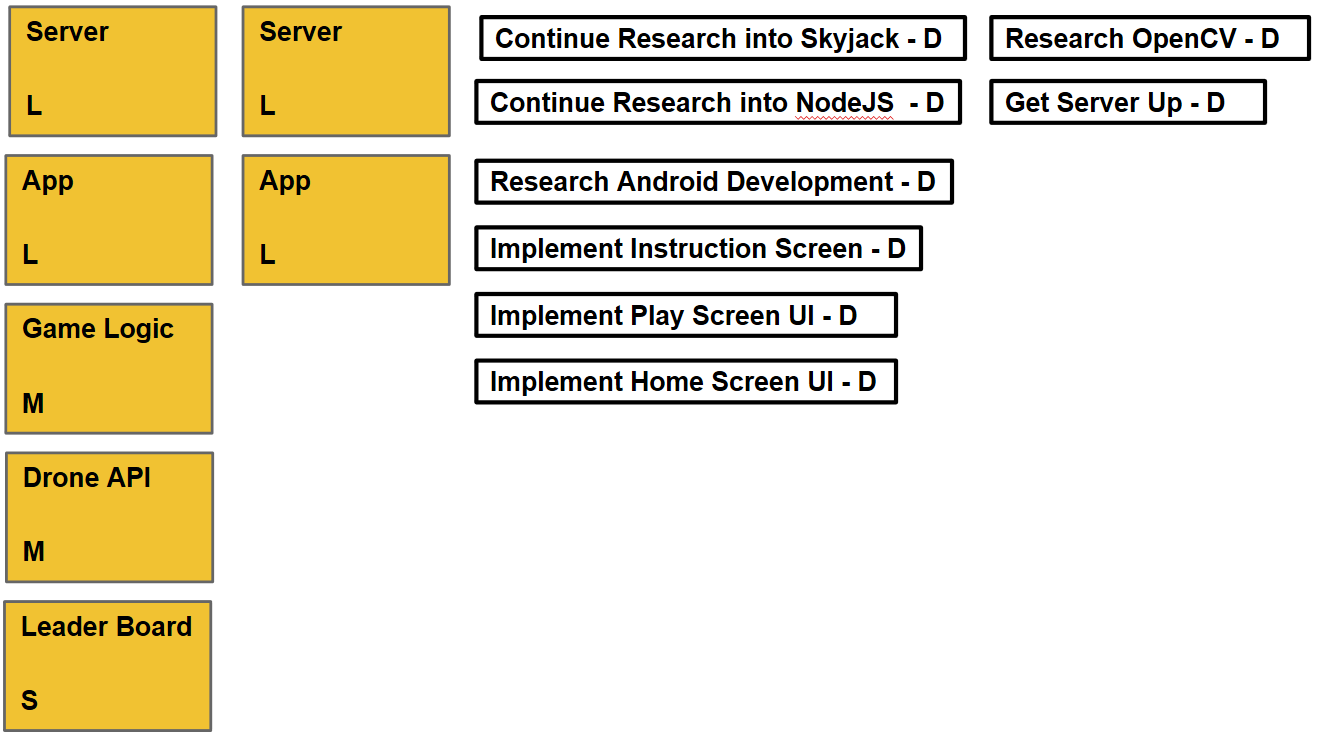 Server
L
Server
L
Continue Research into Skyjack - D
Research OpenCV - D
Continue Research into NodeJS  - D
Get Server Up - D
App
L
App
L
Research Android Development - D
Implement Instruction Screen - D
Implement Play Screen UI - D
Implement Home Screen UI - D
Game Logic
M
Drone API
M
Leader Board
S